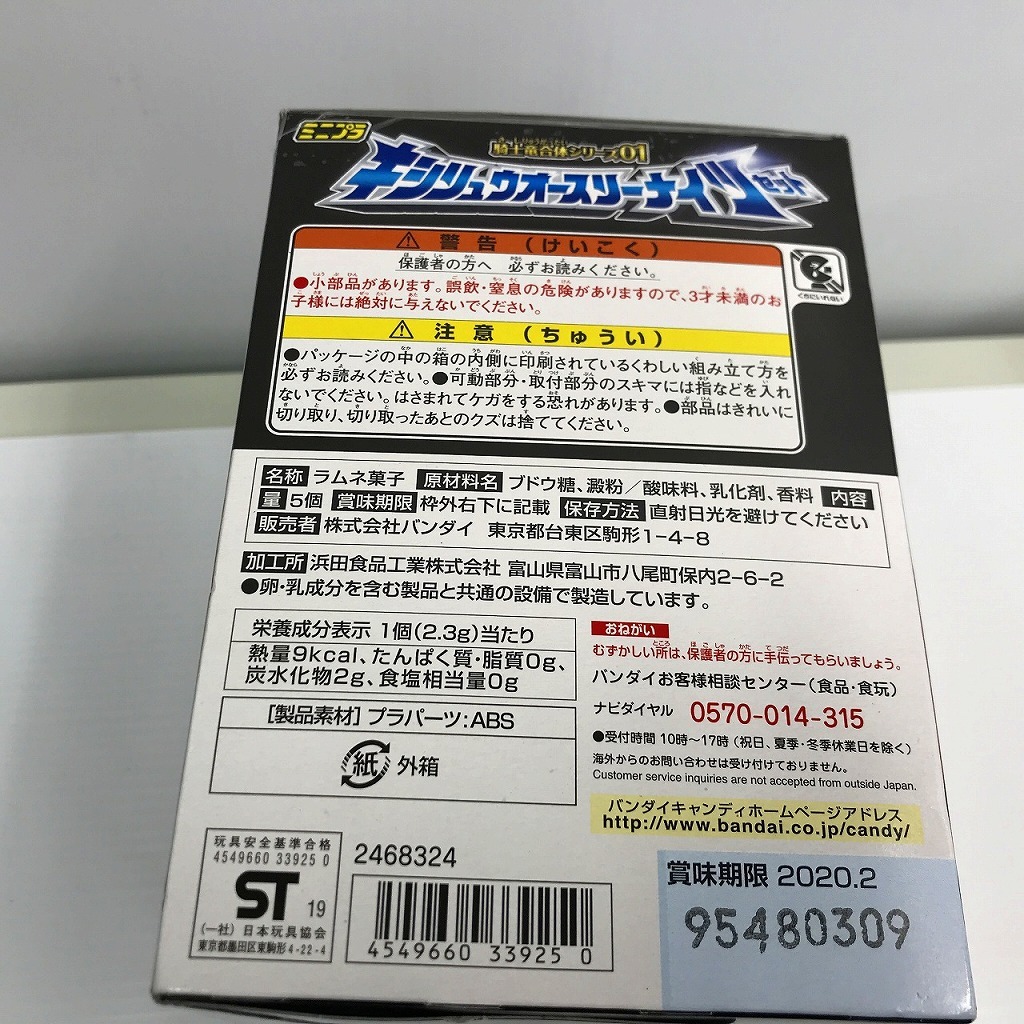 ミニプラ
騎士竜合体シリーズ01
キシリュウオースリーナイツセット
⚠ 警告 (けいこく)
保護者の方へ 必ずお読みください。
●小部品があります。誤飲・窒息の危険がありますので、3才未満のお
子様には絶対に与えないでください。
くちにいれない
⚠ 注意 (ちゅうい)
●パッケージの中の箱の内側に印刷されているくわしい組み立て方を
必ずお読みください。●可動部分・取付部分のスキマには指などを入れ
ないでください。はさまれてケガをする恐れがあります。●部品はきれいに
切り取り、切り取ったあとのクズは捨ててください。
名称 ラムネ菓子 原材料名 ブドウ糖、澱粉/酸味料、乳化剤、香料 内容
量 5個 賞味期限 枠外右下に記載 保存方法 直射日光を避けてください
販売者 株式会社バンダイ 東京都台東区駒形1-4-8
加工所 浜田食品工業株式会社 富山県富山市八尾町保内2-6-2
●卵・乳成分を含む製品と共通の設備で製造しています。
栄養成分表示 1個(2.3g)当たり
熱量9kcal、たんぱく質・脂質0g、
炭水化物2g、食塩相当量0g
[製品素材] プラパーツ:ABS
紙 外箱
おねがい
むずかしい所は、保護者の方に手伝ってもらいましょう。
バンダイお客様相談センター(食品・食玩)
ナビダイヤル 0570-014-315
●受付時間 10時~17時 (祝日、夏季・冬季休業日を除く)
海外からのお問い合わせは受け付けておりません。
Customer service inquiries are not accepted from outside Japan.
バンダイキャンディホームページアドレス
http://www.bandai.co.jp/candy/
玩具安全基準合格
4549660 33925 0
ST 19
(一社) 日本玩具協会
東京都墨田区東駒形4-22-4
2468324
4549660 33925 0
賞味期限 2020.2
95480309